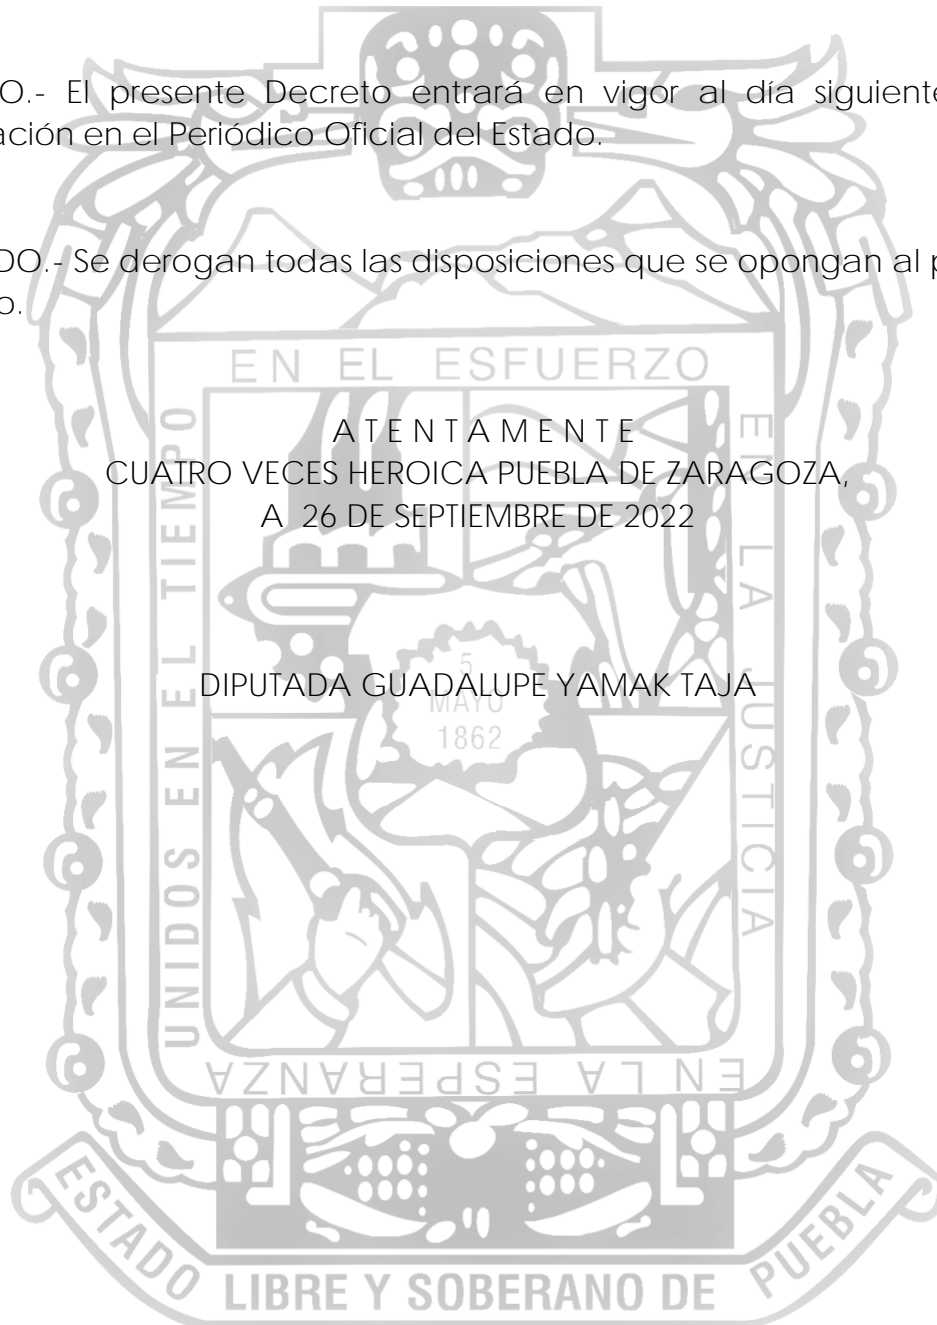 O.- El presente Decreto entrará en vigor al día siguiente
ación en el Periódico Oficial del Estado.
DO.- Se derogan todas las disposiciones que se opongan al p
o.
A T E N T A M E N T E
CUATRO VECES HEROICA PUEBLA DE ZARAGOZA,
A 26 DE SEPTIEMBRE DE 2022
DIPUTADA GUADALUPE YAMAK TAJA
UNIDOS EN EL TIEMPO
EN EL ESFUERZO
EN LA JUSTICIA
EN LA ESPERANZA
5
MAYO
1862
ESTADO LIBRE Y SOBERANO DE PUEBLA